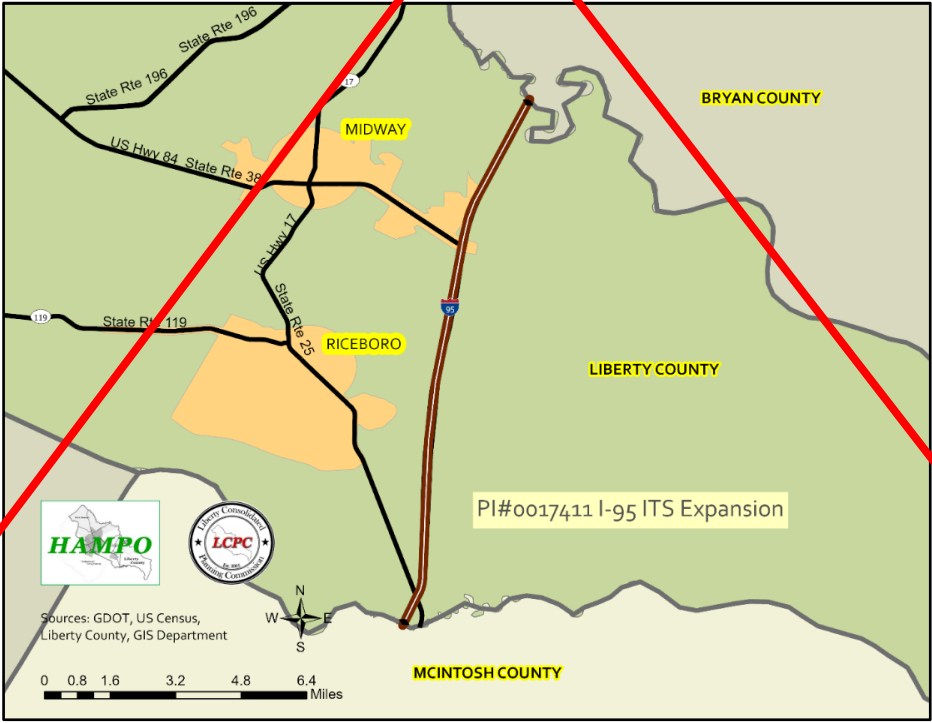 State Rte 196
State Rte 196
17
BRYAN COUNTY
MIDWAY
US Hwy 84
State Rte 38
US Hwy 17
95
119
State Rte 119
State Rte 25
RICEBORO
LIBERTY COUNTY
PI#0017411 I-95 ITS Expansion
HAMPO
Liberty Consolidated
LCPC
Planning Commission
N
W
E
S
Sources: GDOT, US Census,
Liberty County, GIS Department
MCINTOSH COUNTY
0 0.8 1.6 3.2 4.8 6.4
Miles